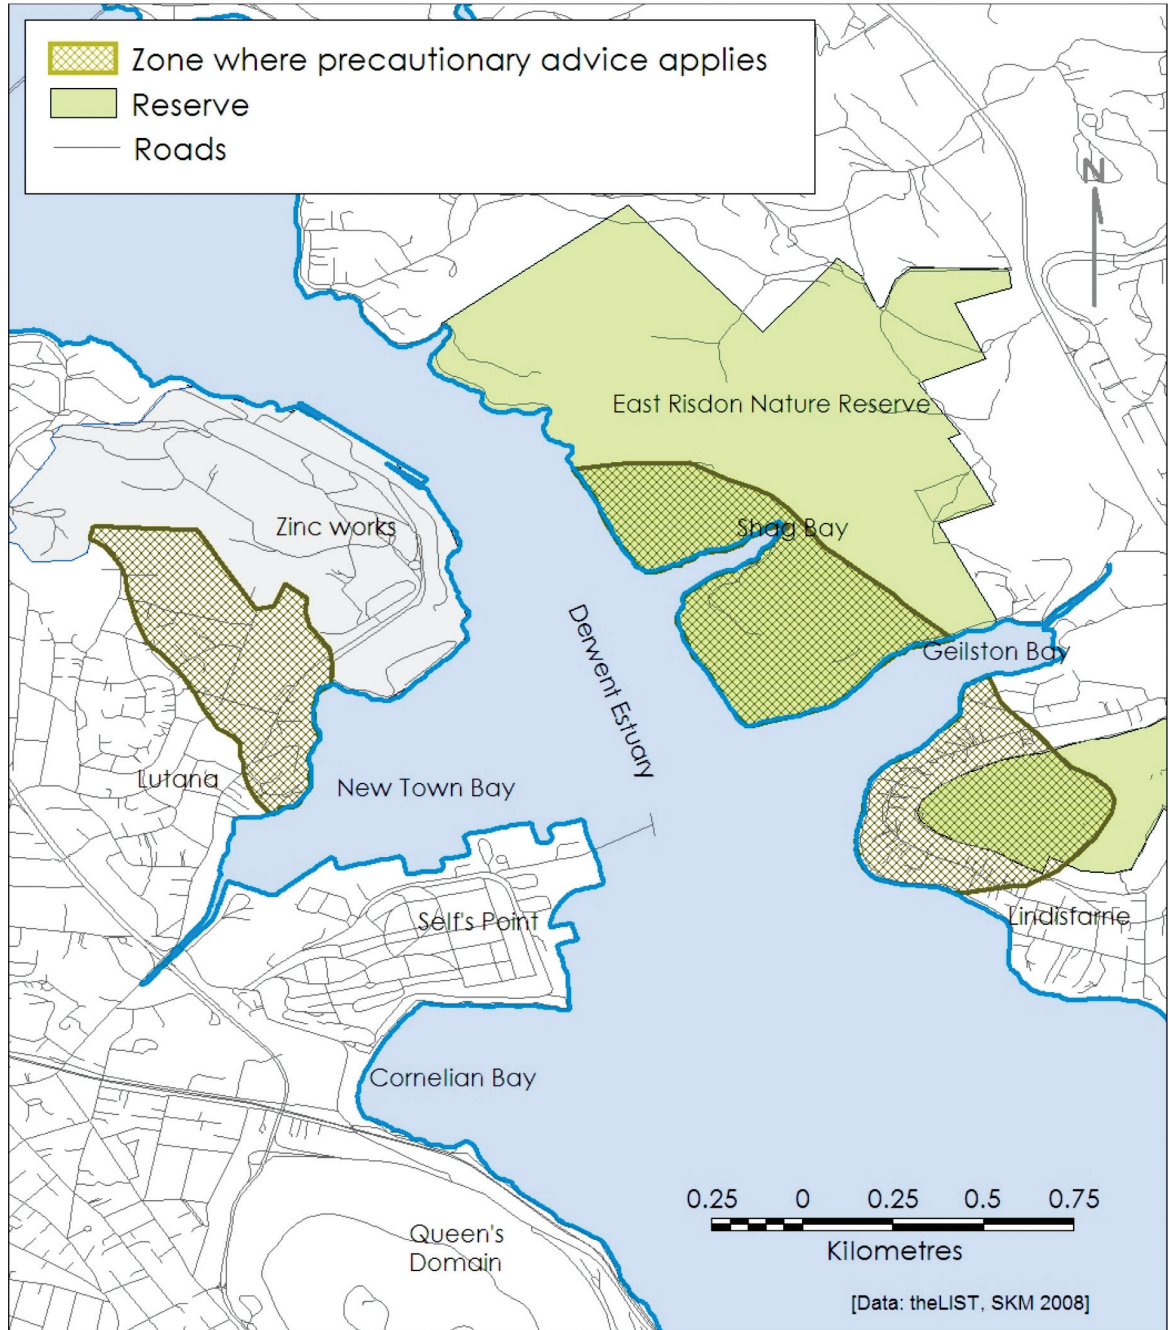 Zone where precautionary advice applies
Reserve
Roads
N
East Risdon Nature Reserve
Zinc works
Shag Bay
Derwent Estuary
Geilston Bay
Lutana
New Town Bay
Self's Point
Lindisfarne
Cornelian Bay
0.25 0 0.25 0.5 0.75
Kilometres
Queen's
Domain
[Data: theLIST, SKM 2008]